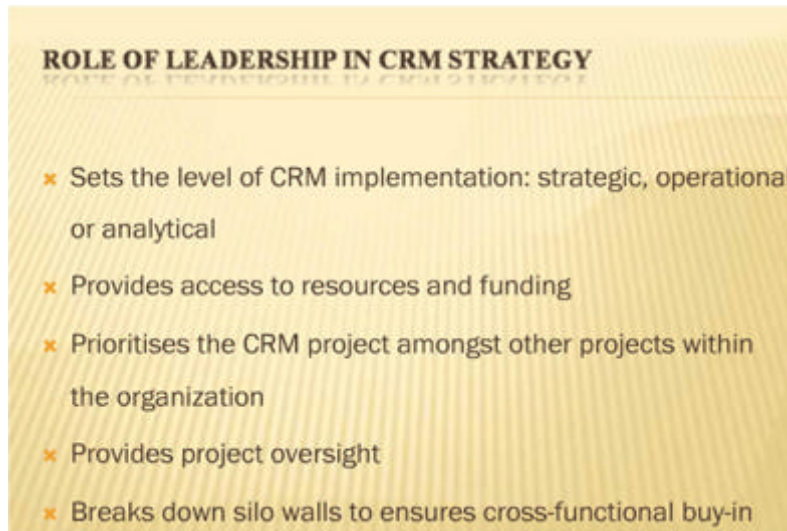 ROLE OF LEADERSHIP IN CRM STRATEGY
Sets the level of CRM implementation: strategic, operationa
or analytical
Provides access to resources and funding
Prioritises the CRM project amongst other projects within
the organization
Provides project oversight
Breaks down silo walls to ensures cross-functional buy-in